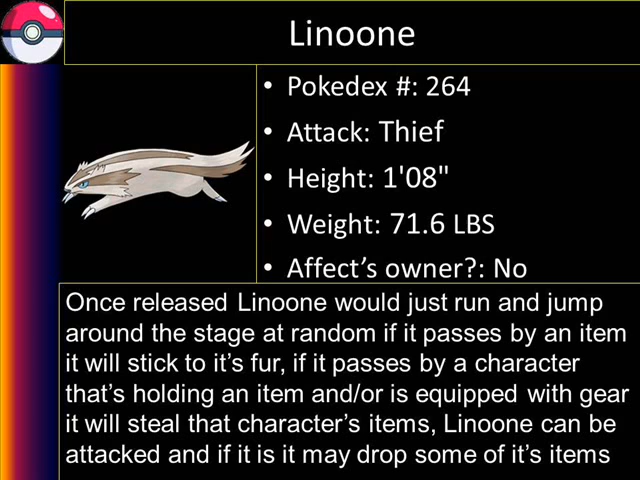 Linoone
• Pokedex #: 264
• Attack: Thief
• Height: 1'08"
• Weight: 71.6 LBS
• Affect's owner?: No
Once released Linoone would just run and jump
around the stage at random if it passes by an item
it will stick to it's fur, if it passes by a character
that's holding an item and/or is equipped with gear
it will steal that character's items, Linoone can be
attacked and if it is it may drop some of it's items